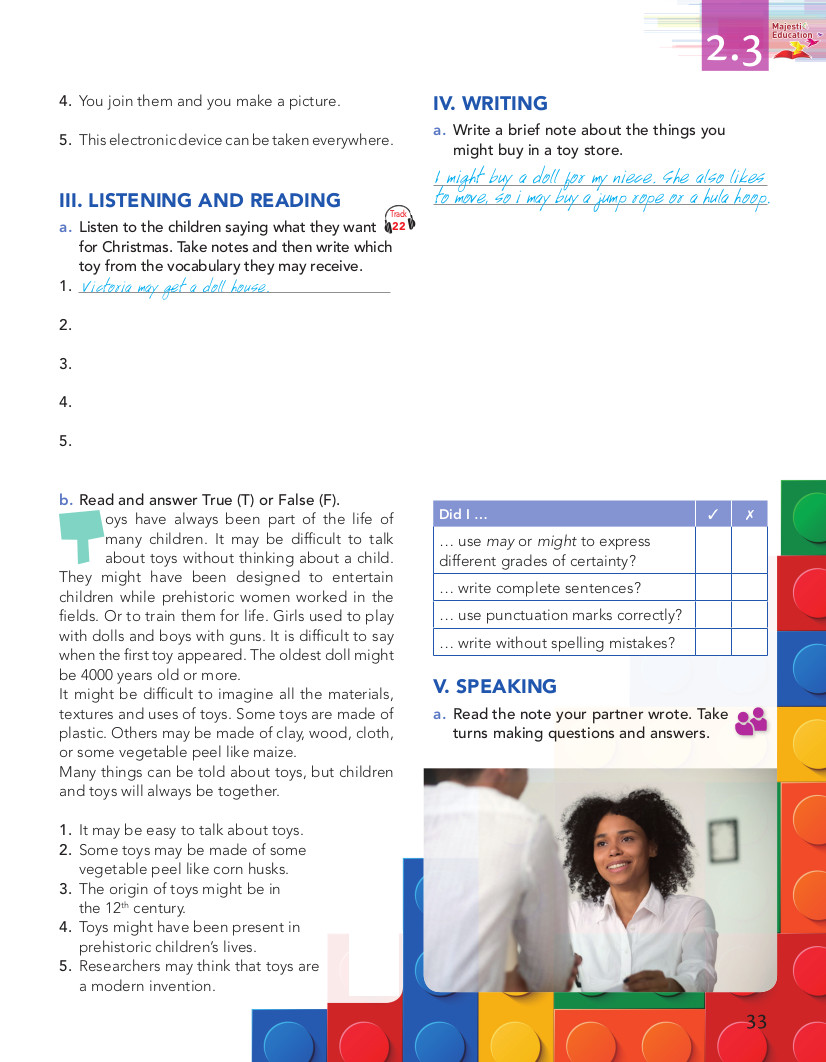 2.3
Majesti
Education
4. You join them and you make a picture.
5. This electronic device can be taken everywhere.
III. LISTENING AND READING
a. Listen to the children saying what they want
for Christmas. Take notes and then write which
toy from the vocabulary they may receive.
Track
22
1. Victoria may get a doll house.
2.
3.
4.
5.
b. Read and answer True (T) or False (F).
Toys have always been part of the life of
many children. It may be difficult to talk
about toys without thinking about a child.
They might have been designed to entertain
children while prehistoric women worked in the
fields. Or to train them for life. Girls used to play
with dolls and boys with guns. It is difficult to say
when the first toy appeared. The oldest doll might
be 4000 years old or more.
It might be difficult to imagine all the materials,
textures and uses of toys. Some toys are made of
plastic. Others may be made of clay, wood, cloth,
or some vegetable peel like maize.
Many things can be told about toys, but children
and toys will always be together.
1. It may be easy to talk about toys.
2. Some toys may be made of some
vegetable peel like corn husks.
3. The origin of toys might be in
the 12th century.
4. Toys might have been present in
prehistoric children's lives.
5. Researchers may think that toys are
a modern invention.
IV. WRITING
a. Write a brief note about the things you
might buy in a toy store.
I might buy a doll for my niece. She also likes
to move, so i may buy a jump rope or a hula hoop.
Did I … ✓ ✗
… use may or might to express
different grades of certainty?
… write complete sentences?
… use punctuation marks correctly?
… write without spelling mistakes?
V. SPEAKING
a. Read the note your partner wrote. Take
turns making questions and answers.
33